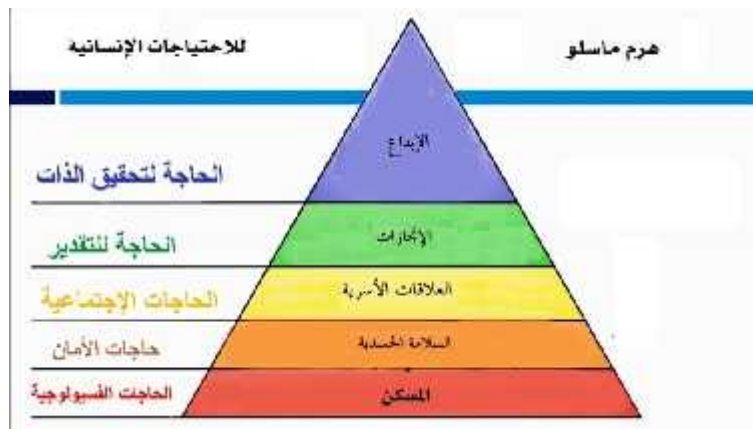 هرم ماسلو
للاحتياجات الإنسانية
الإبداع
الحاجة لتحقيق الذات
الإنجازات
الحاجة للتقدير
العلاقات الأسرية
الحاجات الإجتماعية
السلامة الجسدية
حاجات الأمان
المسكن
الحاجات الفسيولوجية